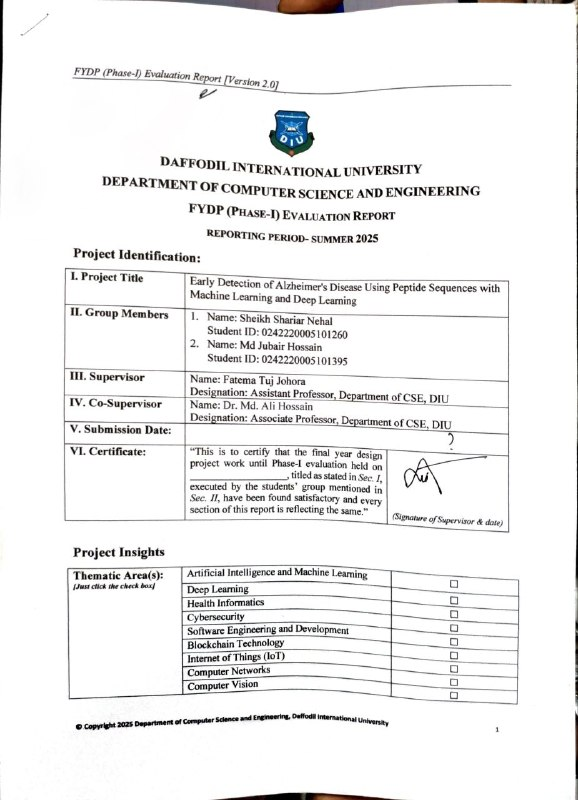 FYDP (Phase-I) Evaluation Report [Version 2.0]
DIU
DAFFODIL INTERNATIONAL UNIVERSITY
DEPARTMENT OF COMPUTER SCIENCE AND ENGINEERING
FYDP (PHASE-I) EVALUATION REPORT
REPORTING PERIOD- SUMMER 2025
Project Identification:
I. Project Title
Early Detection of Alzheimer's Disease Using Peptide Sequences with
Machine Learning and Deep Learning
II. Group Members
1. Name: Sheikh Shariar Nehal
Student ID: 0242220005101260
2. Name: Md Jubair Hossain
Student ID: 0242220005101395
III. Supervisor
Name: Fatema Tuj Johora
Designation: Assistant Professor, Department of CSE, DIU
IV. Co-Supervisor
Name: Dr. Md. Ali Hossain
Designation: Associate Professor, Department of CSE, DIU
V. Submission Date:
?
VI. Certificate:
“This is to certify that the final year design
project work until Phase-I evaluation held on
____________, titled as stated in Sec. I,
executed by the students’ group mentioned in
Sec. II, have been found satisfactory and every
section of this report is reflecting the same.”
(Signature of Supervisor & date)
Project Insights
Thematic Area(s):
[Just click the check box]
Artificial Intelligence and Machine Learning ☐
Deep Learning ☐
Health Informatics ☐
Cybersecurity ☐
Software Engineering and Development ☐
Blockchain Technology ☐
Internet of Things (IoT) ☐
Computer Networks ☐
Computer Vision ☐
© Copyright 2025 Department of Computer Science and Engineering, Daffodil International University
1